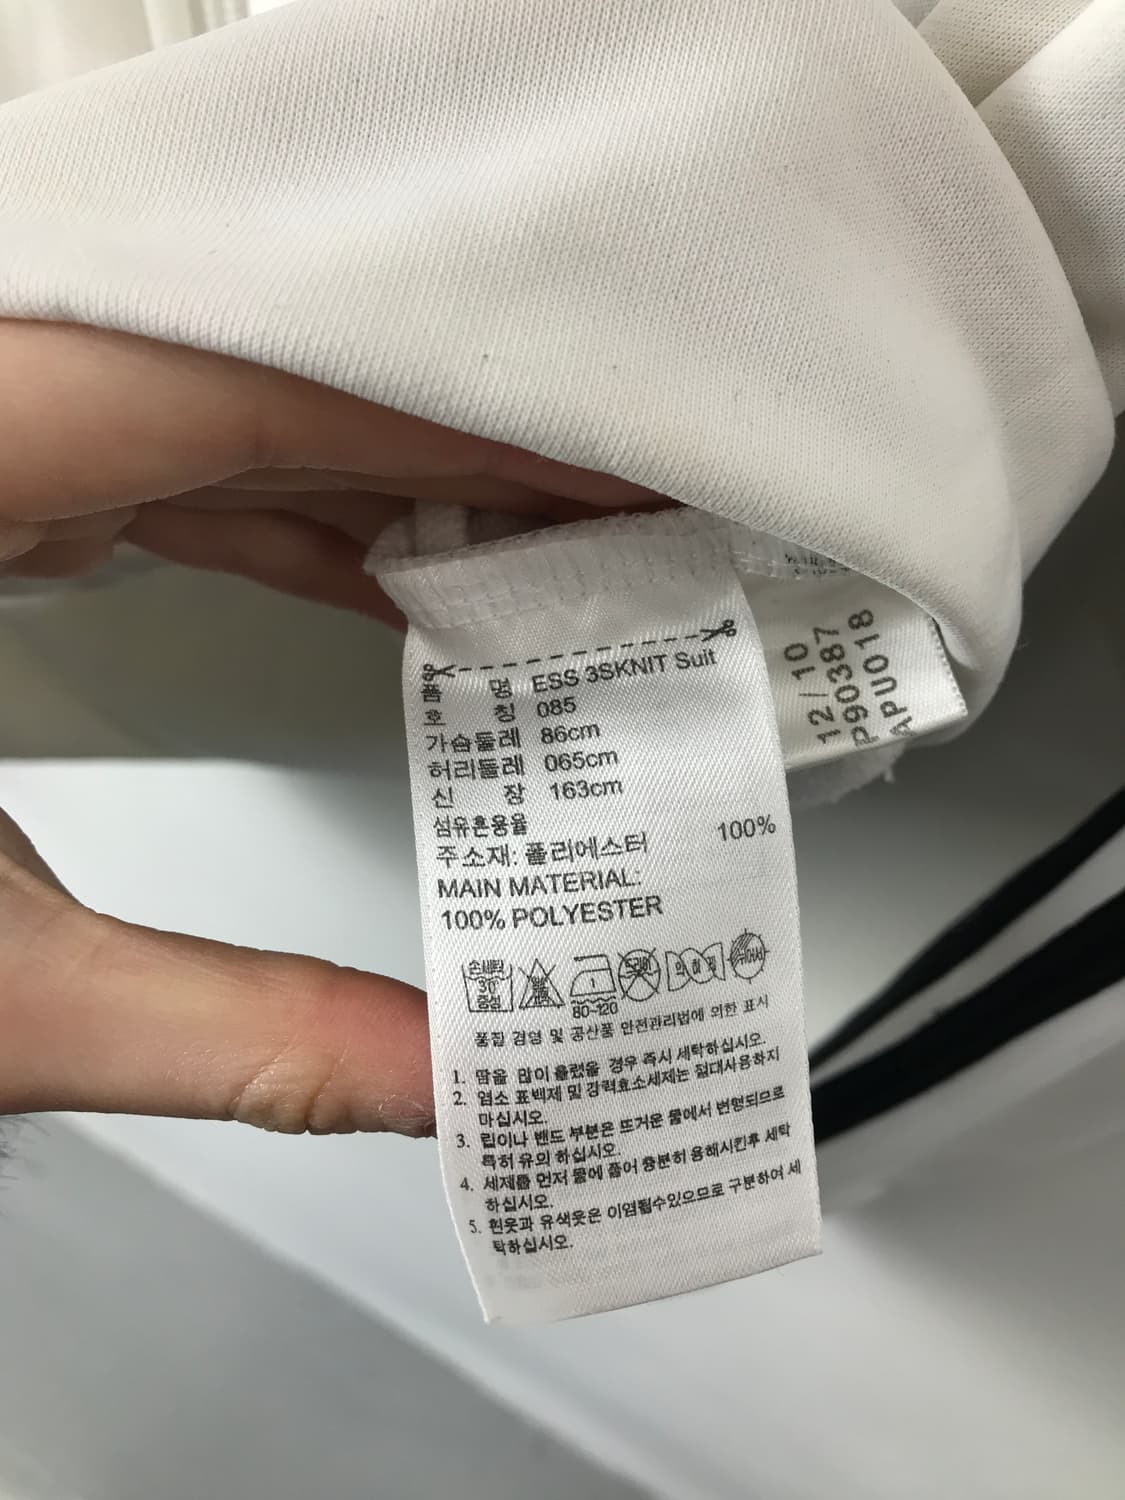 품 명 ESS 3SKNIT Suit
호 칭 085
가슴둘레 86cm
허리둘레 065cm
신 장 163cm
섬유혼용율
주소재: 폴리에스터 100%
MAIN MATERIAL:
100% POLYESTER
손세탁
30
중성
80-120
품질 경영 및 공산품 안전관리법에 의한 표시
1. 땀을 많이 흘렸을 경우 즉시 세탁하십시오.
2. 염소 표백제 및 강력효소세제는 절대사용하지
마십시오.
3. 립이나 밴드 부분은 뜨거운 물에서 변형되므로
특히 유의 하십시오.
4. 세제를 먼저 물에 풀어 충분히 용해시킨후 세탁
하십시오.
5. 흰옷과 유색옷은 이염될수있으므로 구분하여 세
탁하십시오.
12/10
P90387
APU018